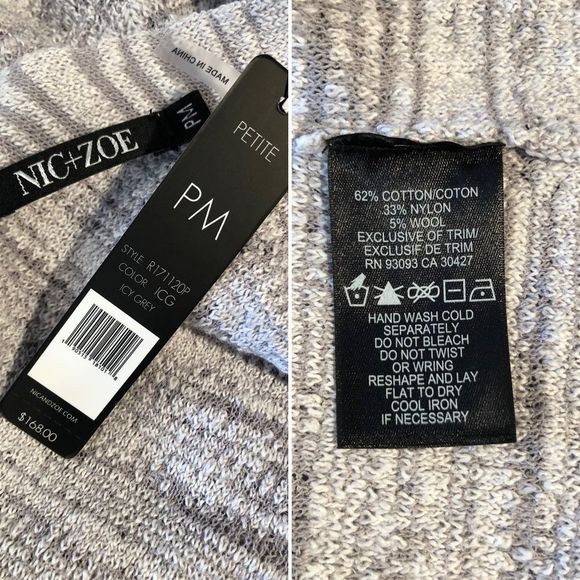 MADE IN CHINA
PM
NIC+ZOE
PETITE
PM
STYLE R171120P
COLOR ICG
ICY GREY
NICANDZOE.COM
$168.00
62% COTTON/COTON
33% NYLON
5% WOOL
EXCLUSIVE OF TRIM/
EXCLUSIF DE TRIM
RN 93093 CA 30427
HAND WASH COLD
SEPARATELY
DO NOT BLEACH
DO NOT TWIST
OR WRING
RESHAPE AND LAY
FLAT TO DRY
COOL IRON
IF NECESSARY